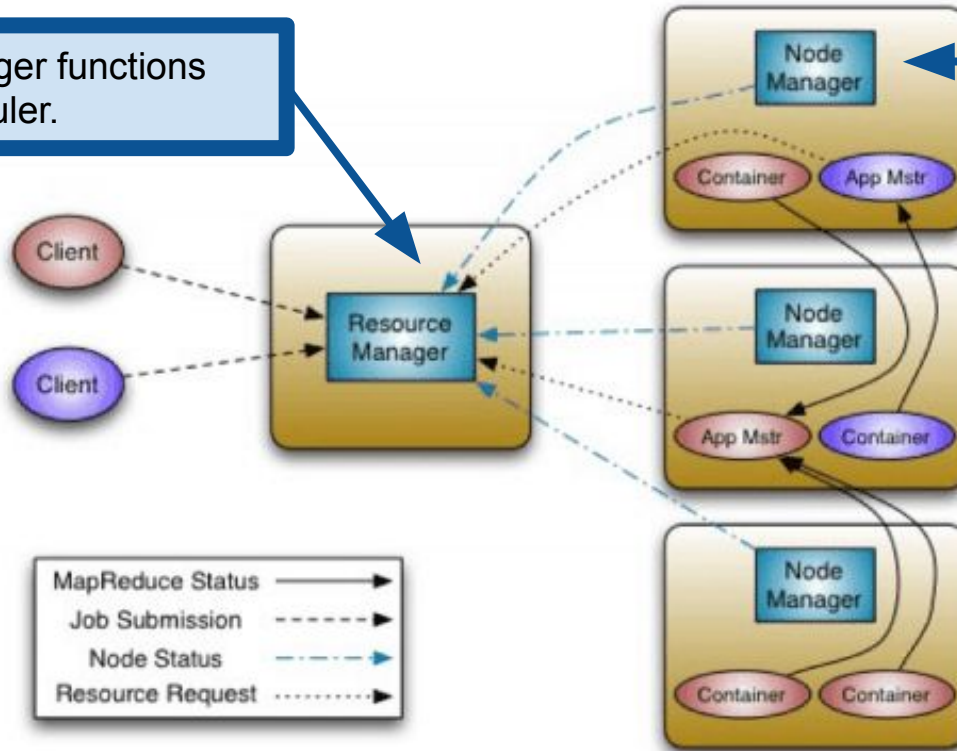 ger functions
uler.
Client
Client
Resource
Manager
Node
Manager
Container
App Mstr
Node
Manager
App Mstr
Container
Node
Manager
Container
Container
MapReduce Status
Job Submission
Node Status
Resource Request